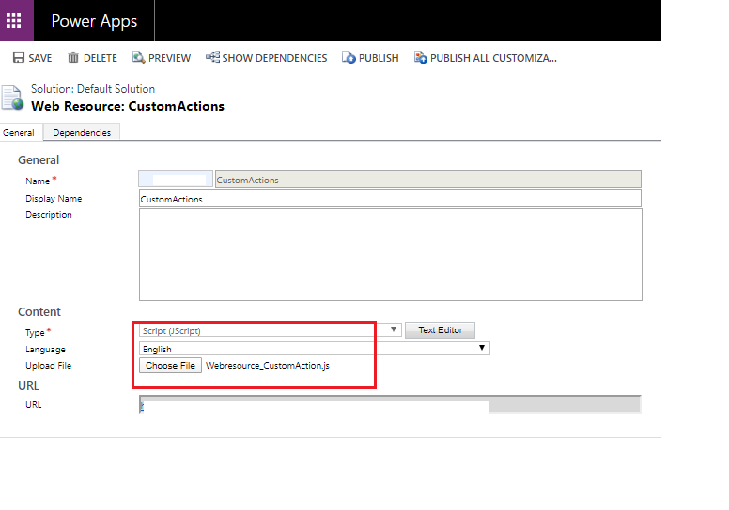 Power Apps
SAVE DELETE PREVIEW SHOW DEPENDENCIES PUBLISH PUBLISH ALL CUSTOMIZA...
Solution: Default Solution
Web Resource: CustomActions
General Dependencies
General
Name * CustomActions
Display Name CustomActions
Description
Content
Type * Script (JScript) Text Editor
Language English
Upload File Choose File Webresource_CustomAction.js
URL
URL